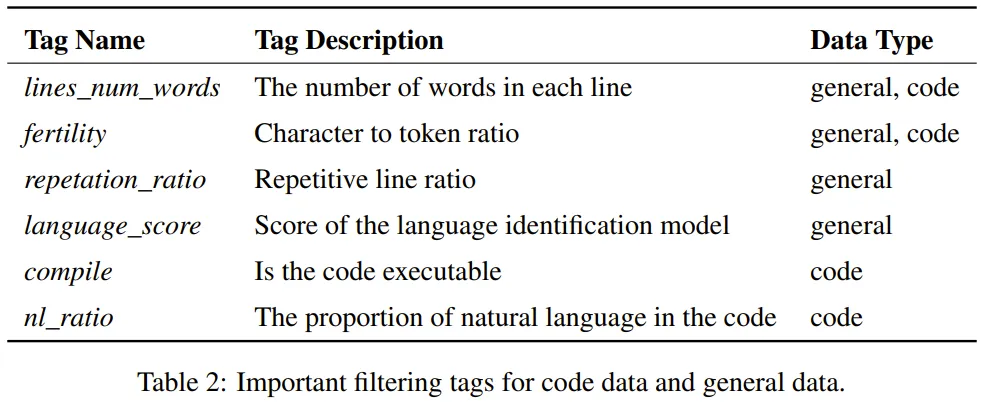 Tag Name Tag Description Data Type
lines_num_words The number of words in each line general, code
fertility Character to token ratio general, code
repetation_ratio Repetitive line ratio general
language_score Score of the language identification model general
compile Is the code executable code
nl_ratio The proportion of natural language in the code code
Table 2: Important filtering tags for code data and general data.